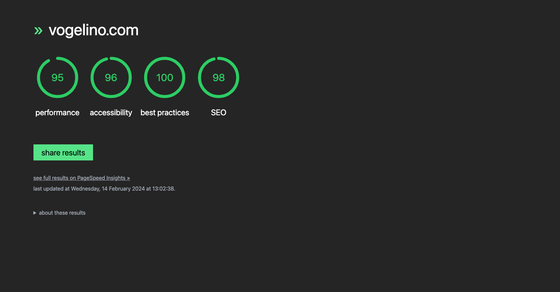 » vogelino.com
95 96 100 98
performance accessibility best practices SEO
share results
see full results on PageSpeed Insights »
last updated at Wednesday, 14 February 2024 at 13:02:38.
▶ about these results